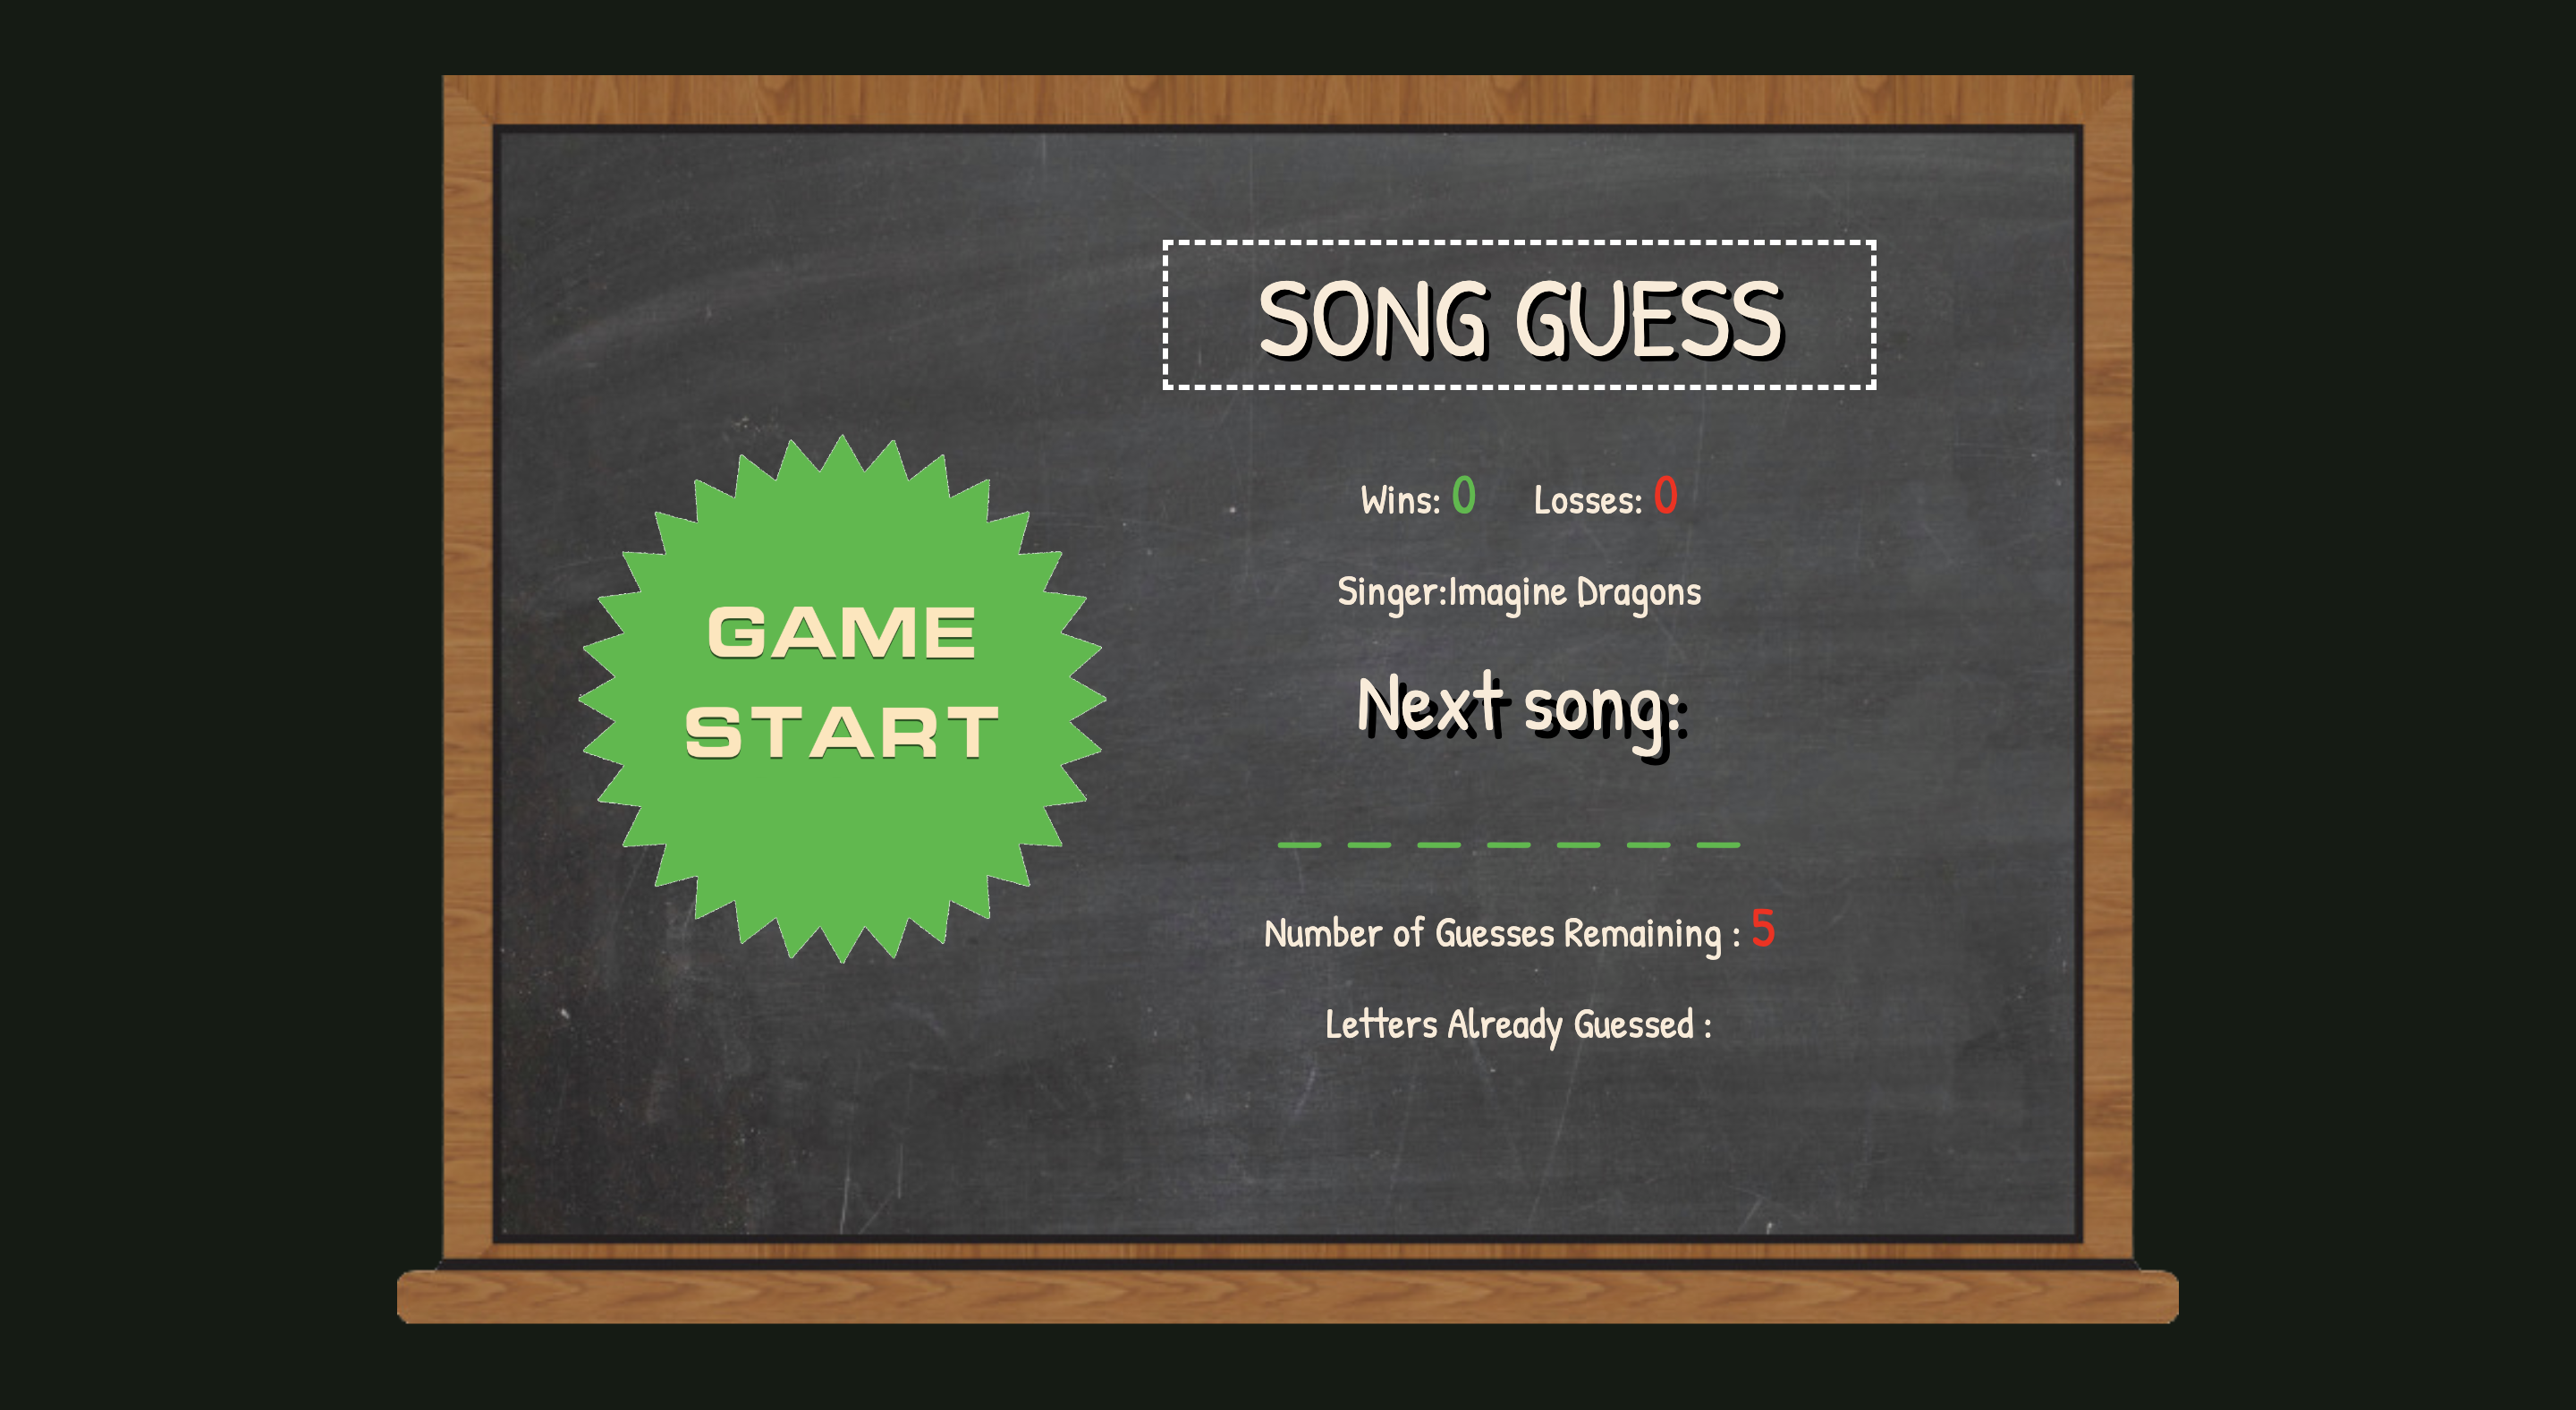 SONG GUESS
GAME
START
Wins: 0 Losses: 0
Singer:Imagine Dragons
Next song:
_ _ _ _ _ _ _
Number of Guesses Remaining : 5
Letters Already Guessed :